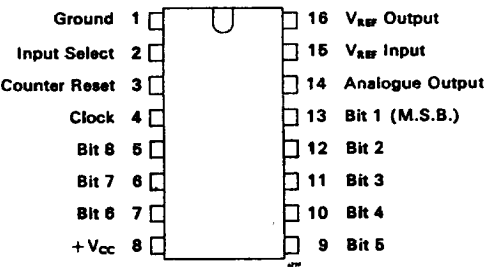 Ground 1 16 VREF Output
Input Select 2 15 VREF Input
Counter Reset 3 14 Analogue Output
Clock 4 13 Bit 1 (M.S.B.)
Bit 8 5 12 Bit 2
Bit 7 6 11 Bit 3
Bit 6 7 10 Bit 4
+VCC 8 9 Bit 5